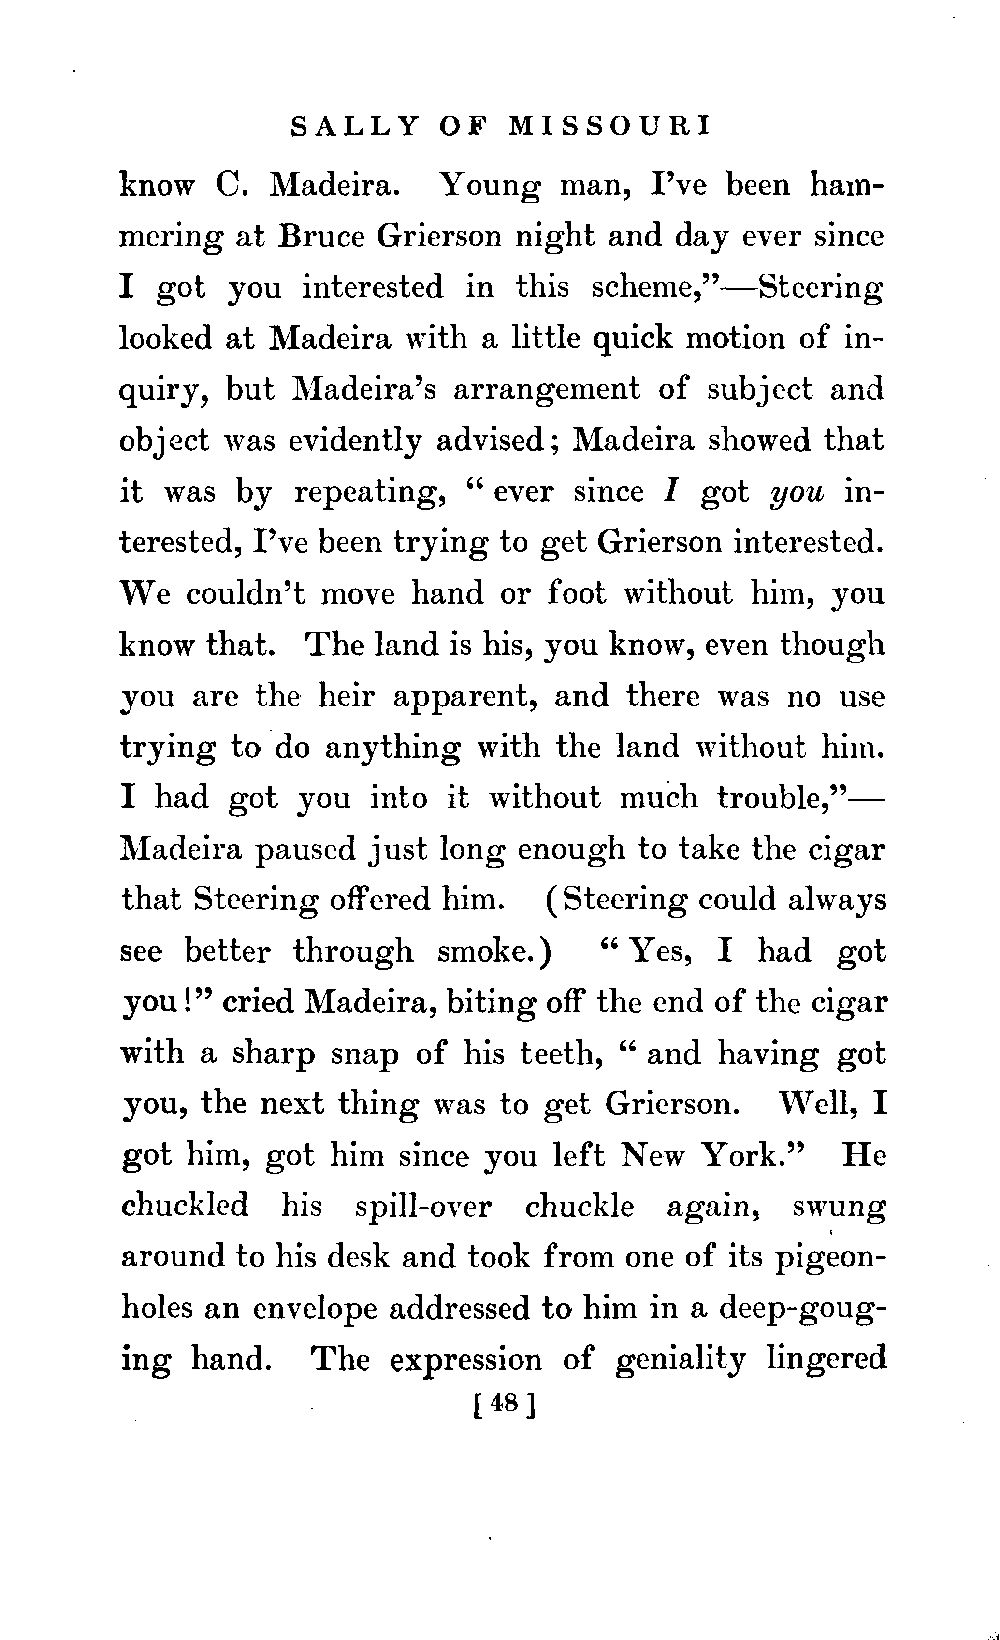 SALLY OF MISSOURI
know C. Madeira. Young man, I've been ham-
mering at Bruce Grierson night and day ever since
I got you interested in this scheme,"—Steering
looked at Madeira with a little quick motion of in-
quiry, but Madeira's arrangement of subject and
object was evidently advised; Madeira showed that
it was by repeating, "ever since I got you in-
terested, I've been trying to get Grierson interested.
We couldn't move hand or foot without him, you
know that. The land is his, you know, even though
you are the heir apparent, and there was no use
trying to do anything with the land without him.
I had got you into it without much trouble,"—
Madeira paused just long enough to take the cigar
that Steering offered him. (Steering could always
see better through smoke.) "Yes, I had got
you!" cried Madeira, biting off the end of the cigar
with a sharp snap of his teeth, "and having got
you, the next thing was to get Grierson. Well, I
got him, got him since you left New York." He
chuckled his spill-over chuckle again, swung
around to his desk and took from one of its pigeon-
holes an envelope addressed to him in a deep-goug-
ing hand. The expression of geniality lingered
[48]